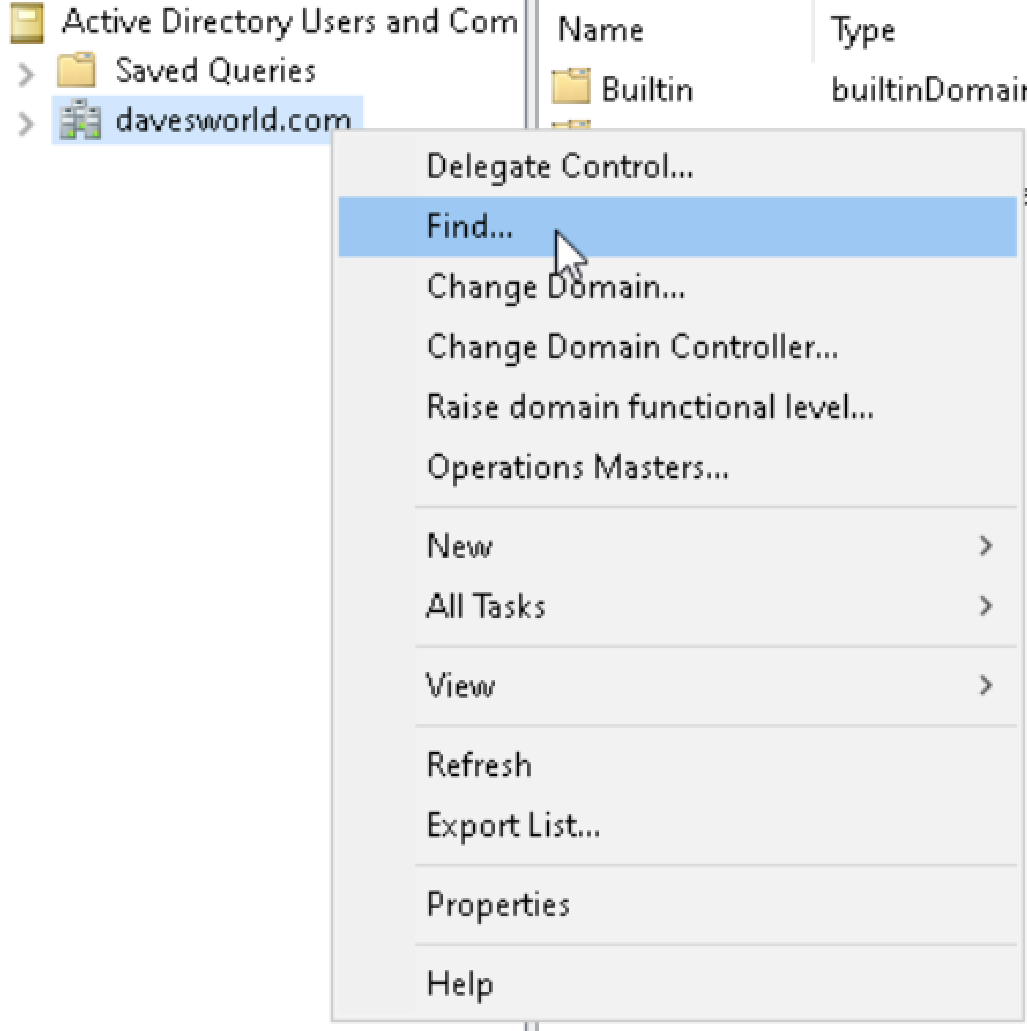 Active Directory Users and Com
Name
Type
Saved Queries
Builtin
builtinDomain
davesworld.com
Delegate Control...
Find...
Change Domain...
Change Domain Controller...
Raise domain functional level...
Operations Masters...
New
All Tasks
View
Refresh
Export List...
Properties
Help